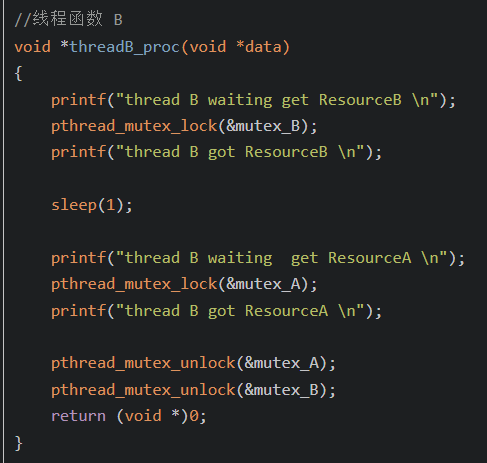 //线程函数 B
void *threadB_proc(void *data)
{
    printf("thread B waiting get ResourceB \n");
    pthread_mutex_lock(&mutex_B);
    printf("thread B got ResourceB \n");

    sleep(1);

    printf("thread B waiting  get ResourceA \n");
    pthread_mutex_lock(&mutex_A);
    printf("thread B got ResourceA \n");

    pthread_mutex_unlock(&mutex_A);
    pthread_mutex_unlock(&mutex_B);
    return (void *)0;
}